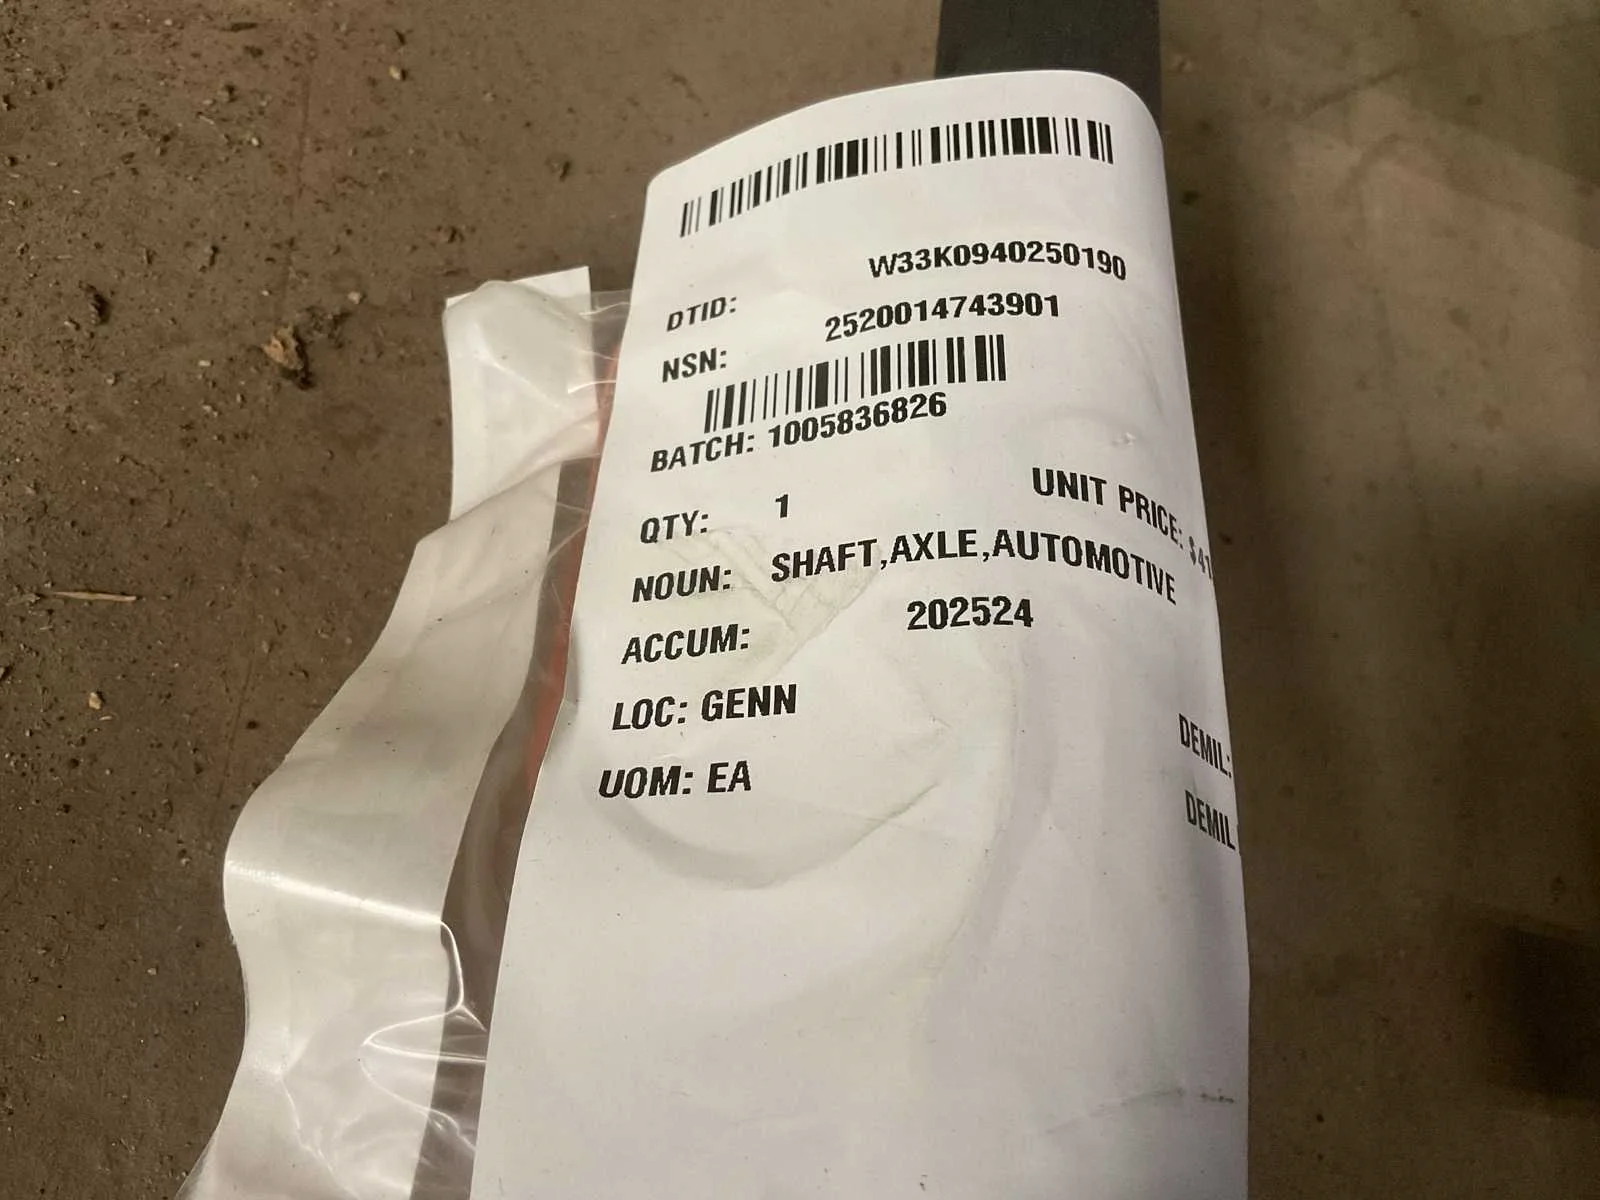 W33K0940250190
DTID:
2520014743901
NSN:
BATCH: 1005836826
UNIT PRICE: $41
QTY: 1
NOUN: SHAFT,AXLE,AUTOMOTIVE
ACCUM: 202524
LOC: GENN
DEMIL:
UOM: EA
DEMIL